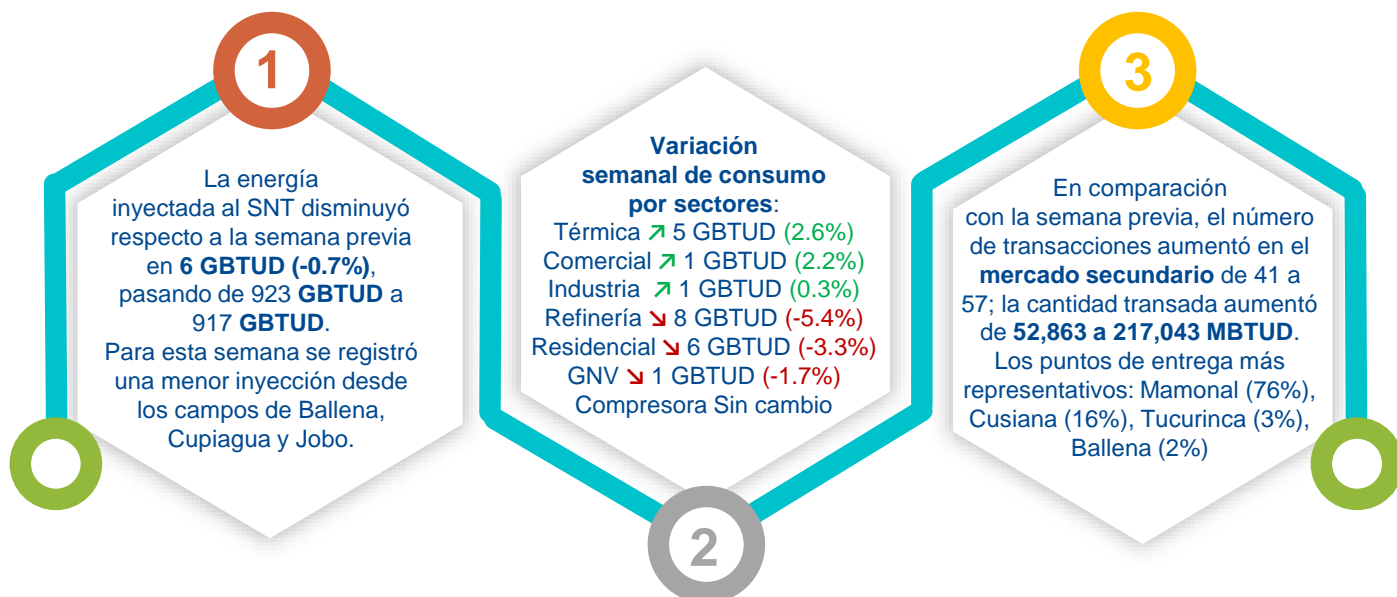 1
La energía
inyectada al SNT disminuyó
respecto a la semana previa
en 6 GBTUD (-0.7%),
pasando de 923 GBTUD a
917 GBTUD.
Para esta semana se registró
una menor inyección desde
los campos de Ballena,
Cupiagua y Jobo.
2
Variación
semanal de consumo
por sectores:
Térmica ↗ 5 GBTUD (2.6%)
Comercial ↗ 1 GBTUD (2.2%)
Industria ↗ 1 GBTUD (0.3%)
Refinería ↘ 8 GBTUD (-5.4%)
Residencial ↘ 6 GBTUD (-3.3%)
GNV ↘ 1 GBTUD (-1.7%)
Compresora Sin cambio
3
En comparación
con la semana previa, el número
de transacciones aumentó en el
mercado secundario de 41 a
57; la cantidad transada aumentó
de 52,863 a 217,043 MBTUD.
Los puntos de entrega más
representativos: Mamonal (76%),
Cusiana (16%), Tucurinca (3%),
Ballena (2%)